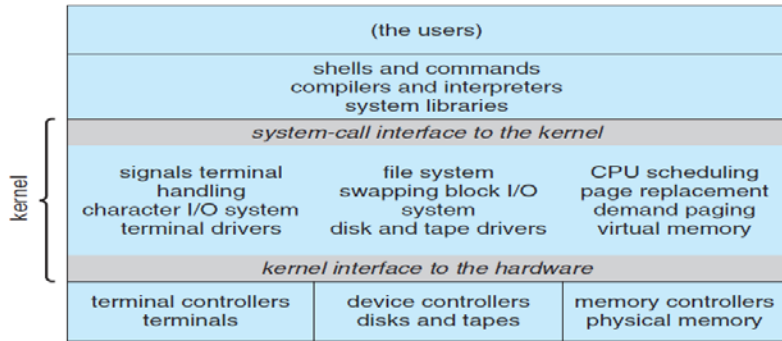 (the users)
shells and commands
compilers and interpreters
system libraries
kernel
system-call interface to the kernel
signals terminal
handling
character I/O system
terminal drivers
file system
swapping block I/O
system
disk and tape drivers
CPU scheduling
page replacement
demand paging
virtual memory
kernel interface to the hardware
terminal controllers
terminals
device controllers
disks and tapes
memory controllers
physical memory